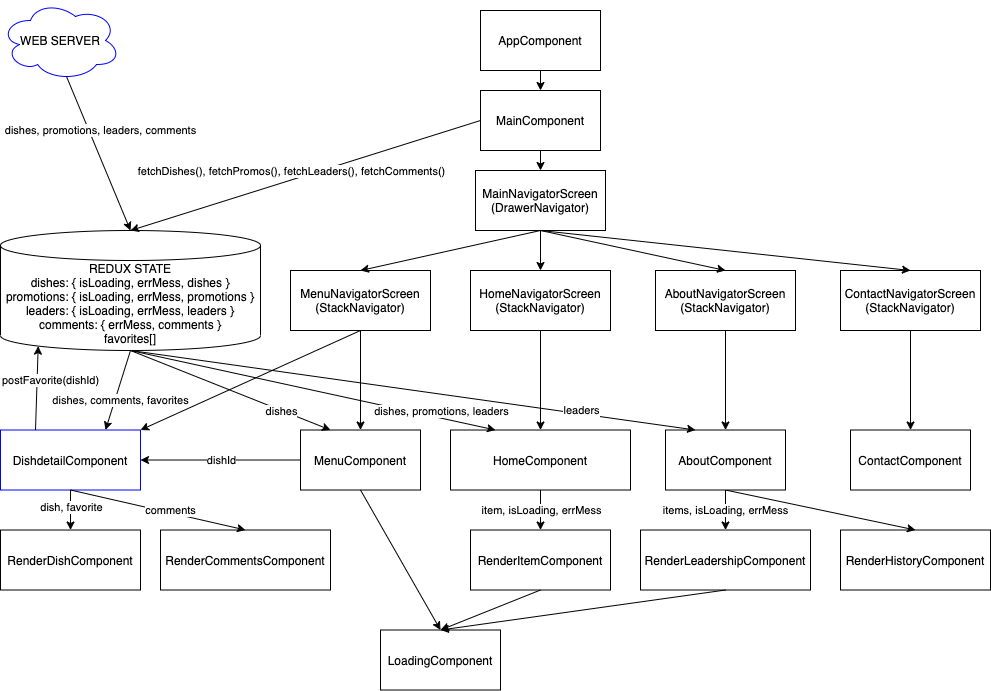 WEB SERVER
AppComponent
MainComponent
dishes, promotions, leaders, comments
fetchDishes(), fetchPromos(), fetchLeaders(), fetchComments()
MainNavigatorScreen
(DrawerNavigator)
REDUX STATE
dishes: { isLoading, errMess, dishes }
promotions: { isLoading, errMess, promotions }
leaders: { isLoading, errMess, leaders }
comments: { errMess, comments }
favorites[]
MenuNavigatorScreen
(StackNavigator)
HomeNavigatorScreen
(StackNavigator)
AboutNavigatorScreen
(StackNavigator)
ContactNavigatorScreen
(StackNavigator)
postFavorite(dishId)
dishes, comments, favorites
dishes
dishes, promotions, leaders
leaders
DishdetailComponent
dishId
MenuComponent
HomeComponent
AboutComponent
ContactComponent
dish, favorite
comments
item, isLoading, errMess
items, isLoading, errMess
RenderDishComponent
RenderCommentsComponent
RenderItemComponent
RenderLeadershipComponent
RenderHistoryComponent
LoadingComponent